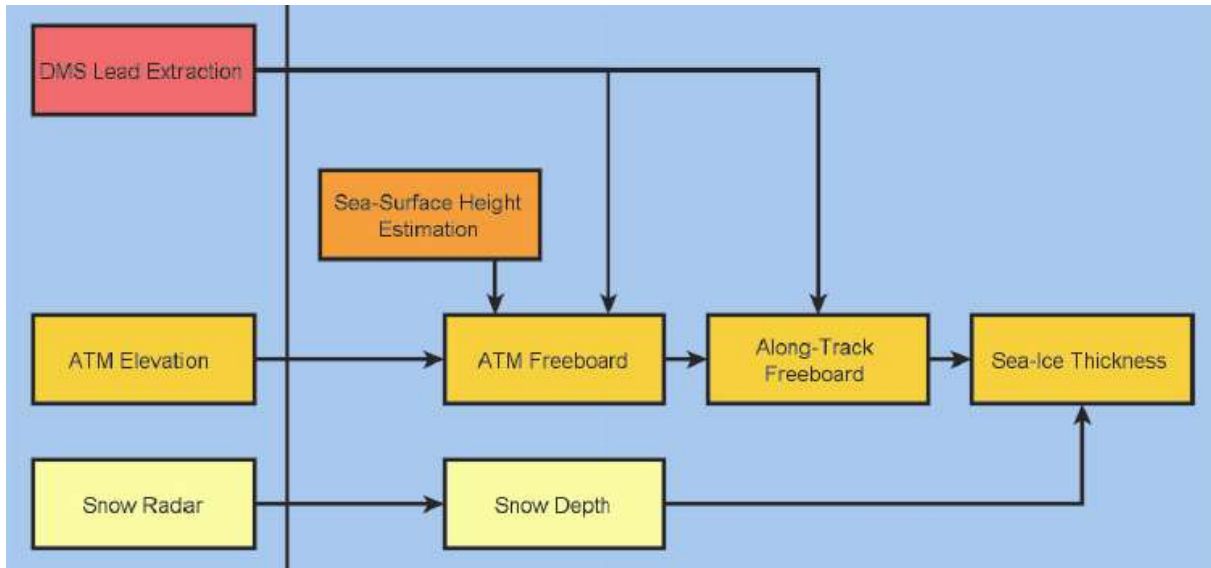 DMS Lead Extraction
Sea-Surface Height
Estimation
ATM Elevation
ATM Freeboard
Along-Track
Freeboard
Sea-Ice Thickness
Snow Radar
Snow Depth